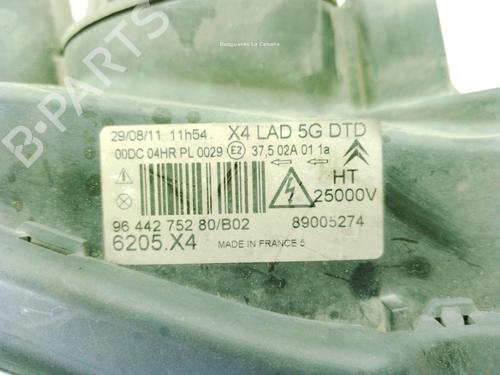 Desguaces La Cabaña
B-PARTS
29/08/11 11h54 X4 LAD 5G DTD
00DC 04HR PL 0029 E2 37,5 02A 01 1a
HT
25000V
96 442 752 80/B02 89005274
6205.X4 MADE IN FRANCE 5